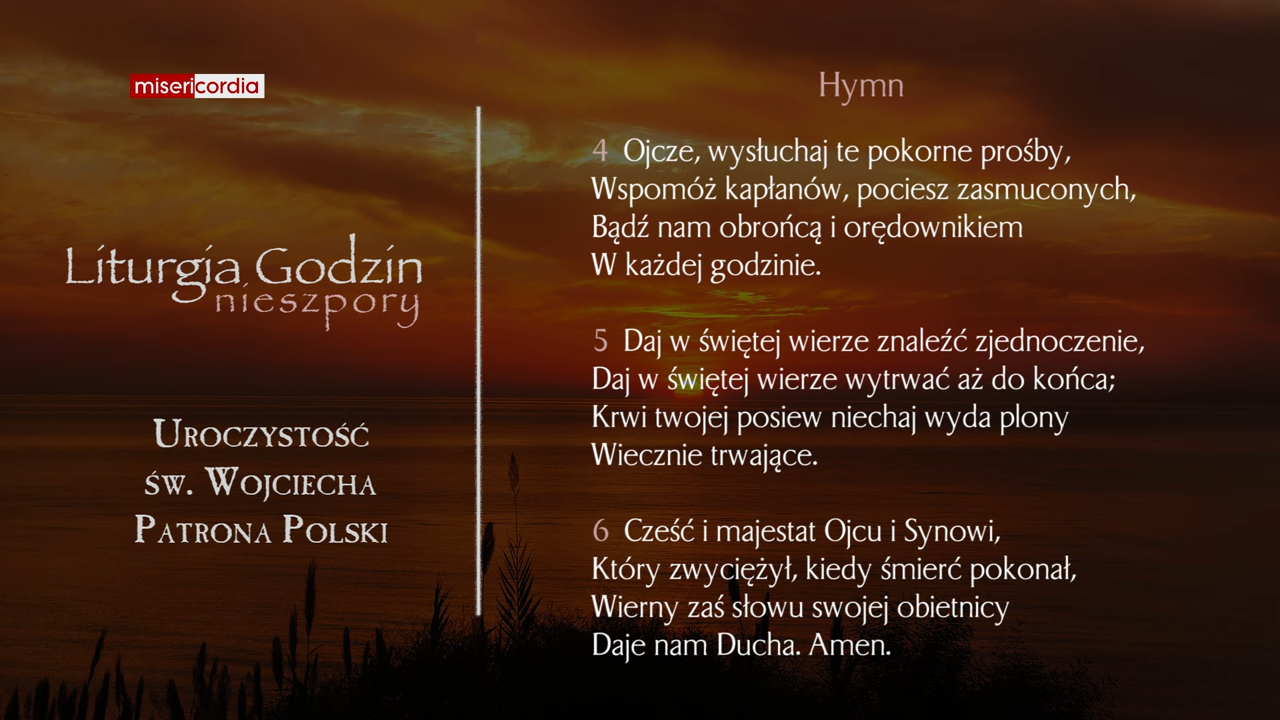 misericordia
Liturgia Godzin
nieszpory
Uroczystość
św. Wojciecha
Patrona Polski
Hymn
4 Ojcze, wysłuchaj te pokorne prośby,
Wspomóż kapłanów, pociesz zasmuconych,
Bądź nam obrońcą i orędownikiem
W każdej godzinie.
5 Daj w świętej wierze znaleźć zjednoczenie,
Daj w świętej wierze wytrwać aż do końca;
Krwi twojej posiew niechaj wyda plony
Wiecznie trwające.
6 Cześć i majestat Ojcu i Synowi,
Który zwyciężył, kiedy śmierć pokonał,
Wierny zaś słowu swojej obietnicy
Daje nam Ducha. Amen.